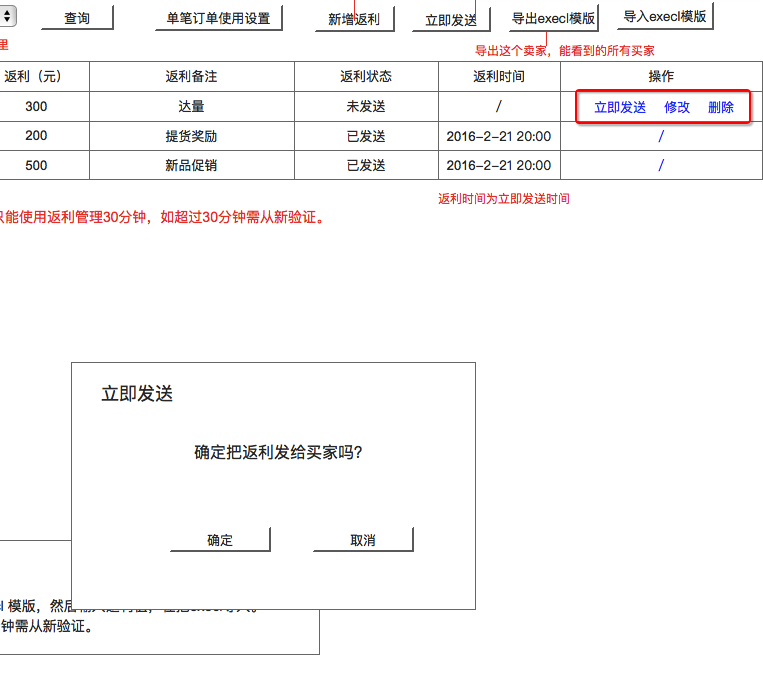 查询 单笔订单使用设置 新增返利 立即发送 导出execl模版 导入execl模版
里 导出这个卖家，能看到的所有买家
返利（元） 返利备注 返利状态 返利时间 操作
300 达量 未发送 / 立即发送 修改 删除
200 提货奖励 已发送 2016-2-21 20:00 /
500 新品促销 已发送 2016-2-21 20:00 /
返利时间为立即发送时间
只能使用返利管理30分钟，如超过30分钟需从新验证。
立即发送
确定把返利发给买家吗?
确定 取消
模版，然后
钟需从新验证。